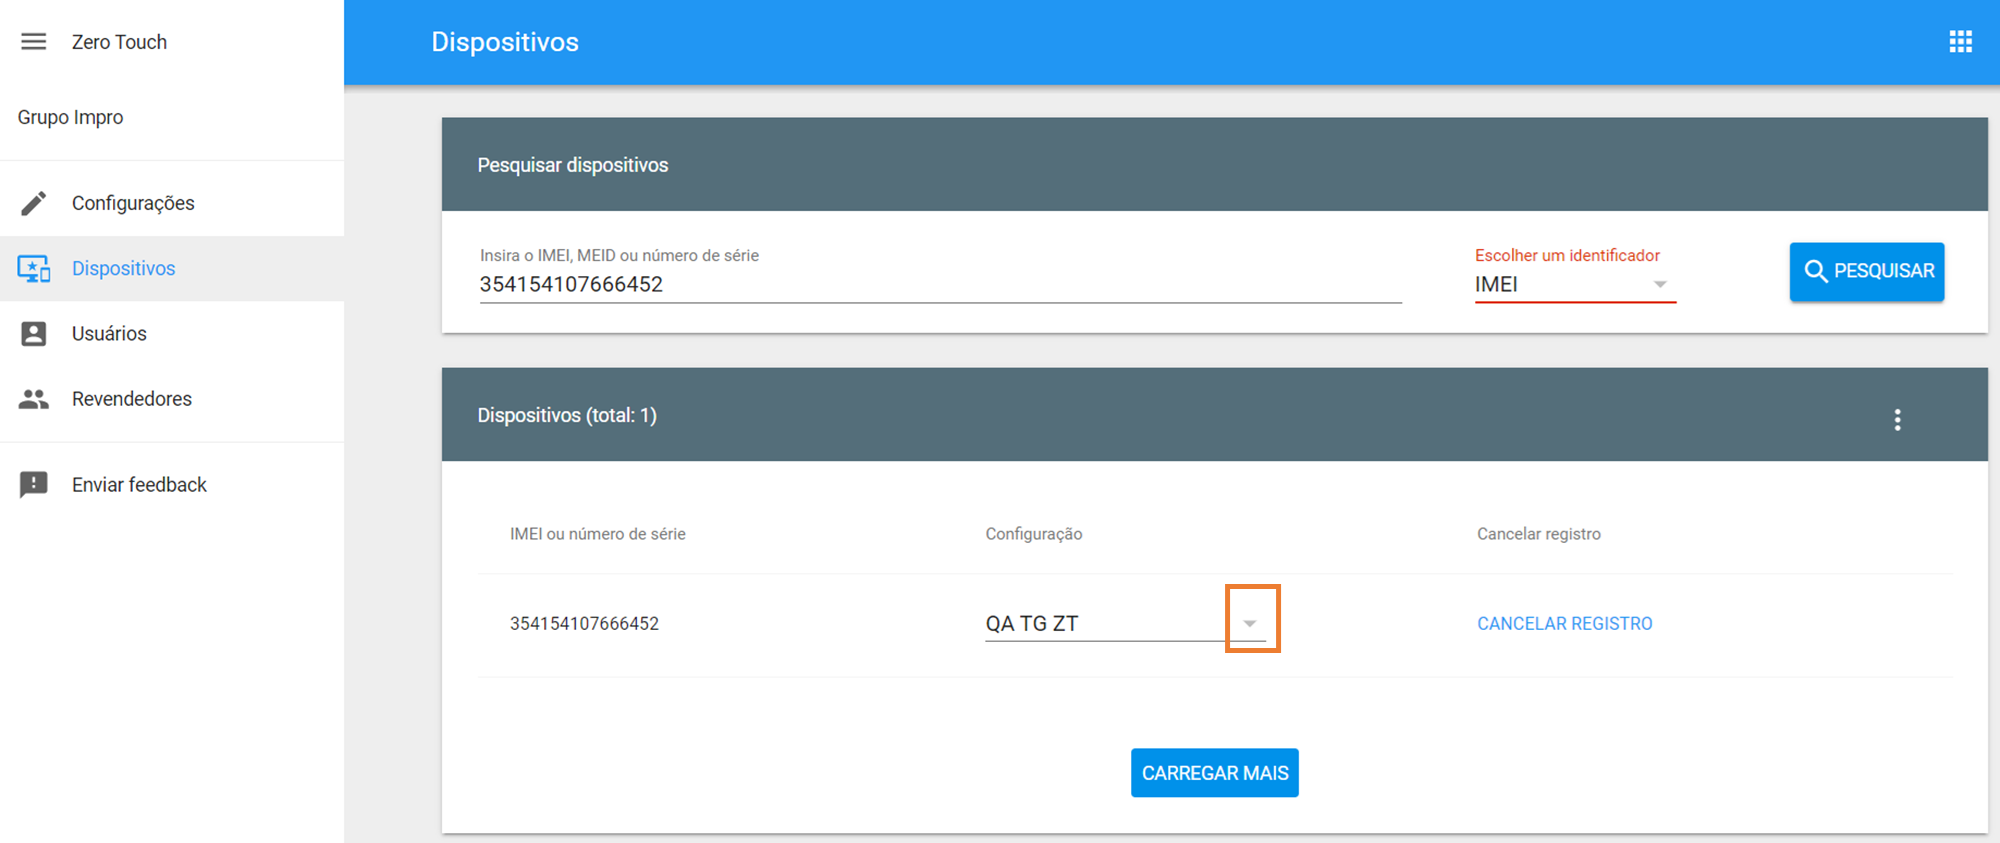 Zero Touch
Dispositivos
Grupo Impro
Configurações
Dispositivos
Usuários
Revendedores
Enviar feedback
Pesquisar dispositivos
Insira o IMEI, MEID ou número de série
354154107666452
Escolher um identificador
IMEI
PESQUISAR
Dispositivos (total: 1)
IMEI ou número de série
Configuração
Cancelar registro
354154107666452
QA TG ZT
CANCELAR REGISTRO
CARREGAR MAIS